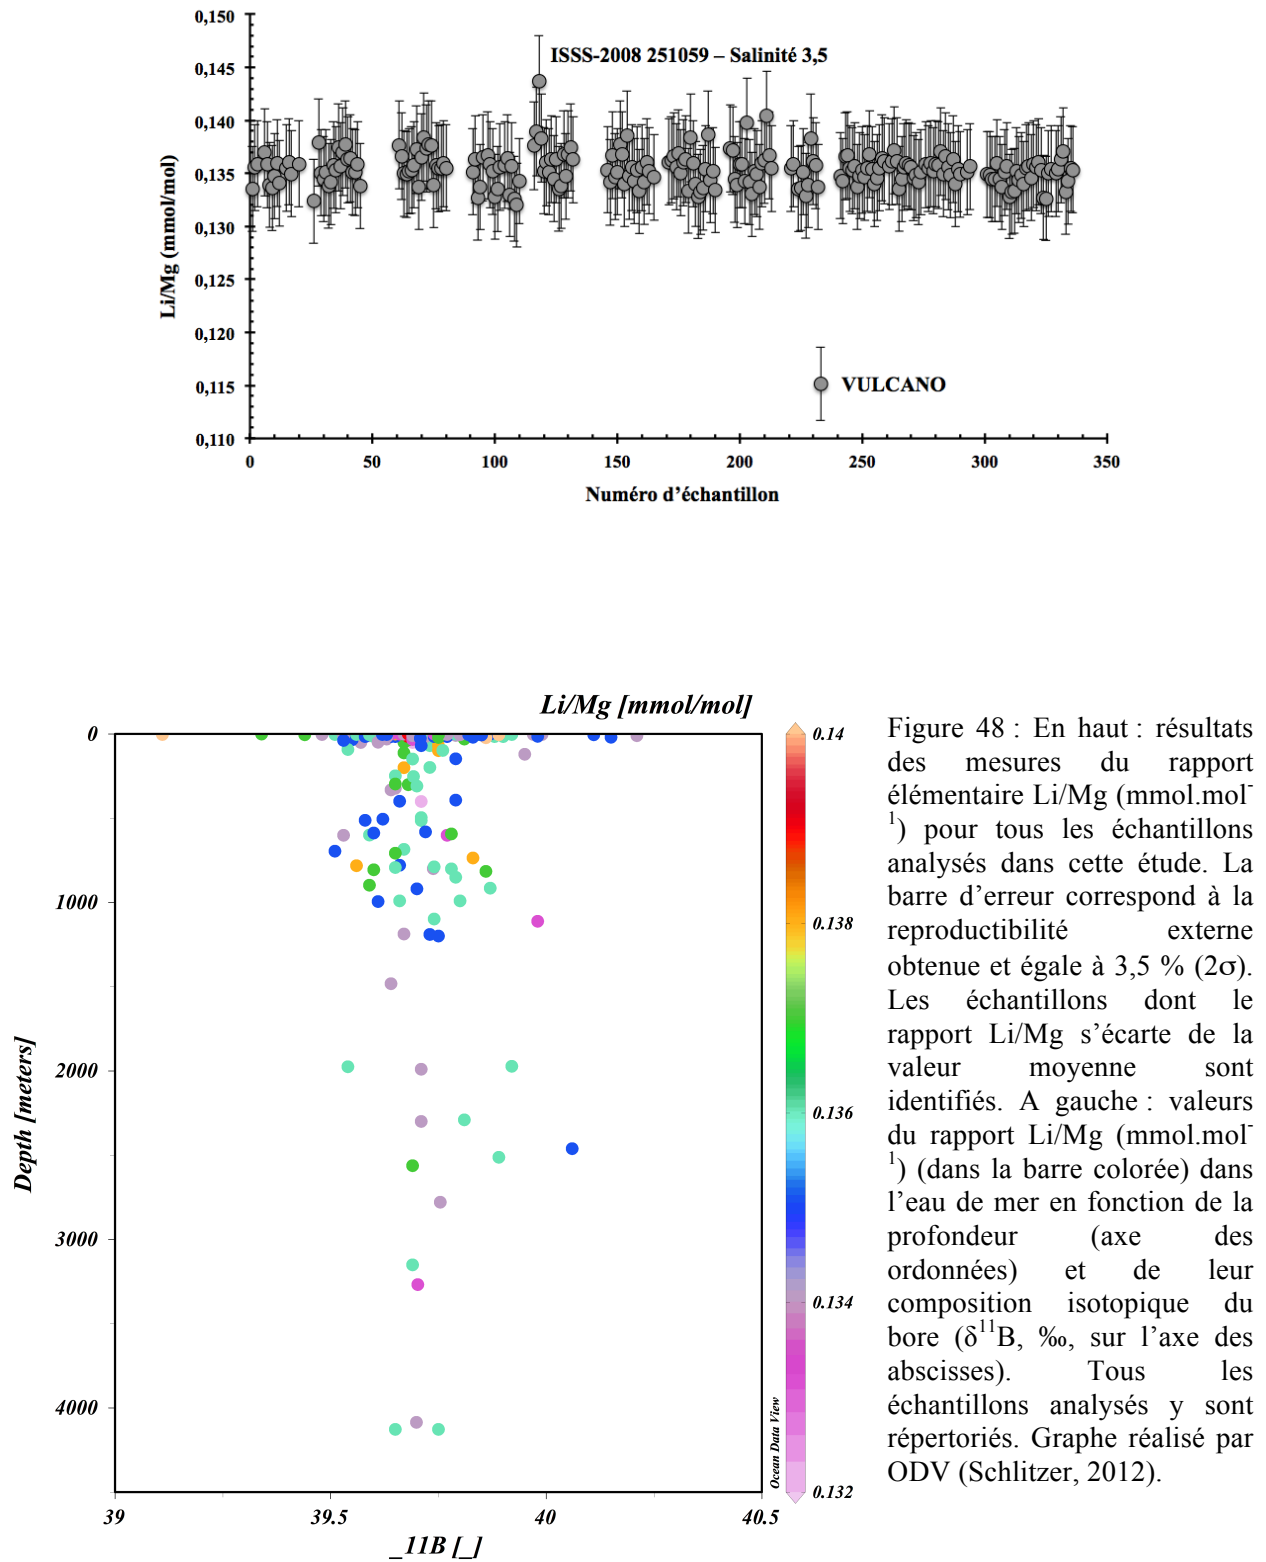 0,150
0,145
0,140
0,135
0,130
0,125
0,120
0,115
0,110
Li/Mg (mmol/mol)
ISSS-2008 251059 – Salinité 3,5
VULCANO
0 50 100 150 200 250 300 350
Numéro d’échantillon
Li/Mg [mmol/mol]
0
1000
2000
3000
4000
Depth [meters]
39 39.5 40 40.5
_11B [_]
Ocean Data View
0.14
0.138
0.136
0.134
0.132
Figure 48 : En haut : résultats
des mesures du rapport
élémentaire Li/Mg (mmol.mol-
1) pour tous les échantillons
analysés dans cette étude. La
barre d’erreur correspond à la
reproductibilité externe
obtenue et égale à 3,5 % (2σ).
Les échantillons dont le
rapport Li/Mg s’écarte de la
valeur moyenne sont
identifiés. A gauche : valeurs
du rapport Li/Mg (mmol.mol-
1) (dans la barre colorée) dans
l’eau de mer en fonction de la
profondeur (axe des
ordonnées) et de leur
composition isotopique du
bore (δ11B, ‰, sur l’axe des
abscisses). Tous les
échantillons analysés y sont
répertoriés. Graphe réalisé par
ODV (Schlitzer, 2012).